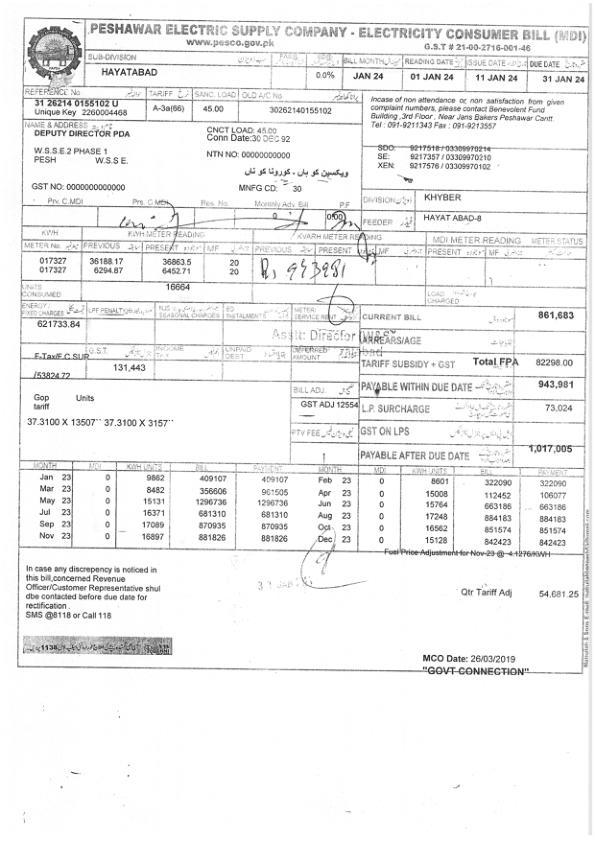 PESHAWAR ELECTRIC SUPPLY COMPANY - ELECTRICITY CONSUMER BILL (MDI)
www.pesco.gov.pk
G.S.T # 21-00-2716-001-46
SUB-DIVISION
HAYATABAD
0.0%
BILL MONTH
JAN 24
READING DATE
01 JAN 24
ISSUE DATE
11 JAN 24
DUE DATE
31 JAN 24
REFERENCE No
31 26214 0155102 U
Unique Key 2260004468
TARIFF
A-3a(66)
SANC. LOAD
45.00
OLD A/C No.
30262140155102
Incase of non attendance or non satisfaction from given
complaint numbers, please contact Benevolent Fund
Building ,3rd Floor , Near Jans Bakers Peshawar Cantt
Tel : 091-9211343 Fax : 091-9213557
NAME & ADDRESS
DEPUTY DIRECTOR PDA
W.S.S.E.2 PHASE 1
PESH W.S.S E.
CNCT LOAD: 45.00
Conn Date:30 DEC 92
NTN NO: 00000000000
ویکسین کو ہاں ، کورونا کو ناں
GST NO: 0000000000000
MNFG CD: 30
SDO: 9217518 / 03309970214
SE: 9217357 / 03309970210
XEN: 9217576 / 03309970102
DIVISION
KHYBER
FEEDER
HAYAT ABAD-8
Prv. C.MDI Prs. C.MDI Res. No. Monthly Adv. Bill P.F
0 0.00
KWH KWH METER READING KVARH METER READING MDI METER READING METER STATUS
METER No. PREVIOUS PRESENT MF PREVIOUS PRESENT MF PREVIOUS PRESENT MF
017327 36188.17 36863.5 20
017327 6294.87 6452.71 20
Rs 943981
UNITS CONSUMED
16664
LOAD CHARGED
ENERGY / FIXED CHARGES
LPF PENALTY
NJS SEASONAL CHARGES
ED
INSTALMENTS
METER/ SERVICE RENT
621733.84
CURRENT BILL
861,683
Asstt: Director
ARREARS/AGE
E-Tax/F.C SUR
G.S.T.
INCOME TAX
UNPAID DEBT
DEFERRED AMOUNT
TARIFF SUBSIDY + GST
Total FPA
82298.00
/53824.72
131,443
PAYABLE WITHIN DUE DATE
943,981
BILL ADJ.
GST ADJ 12554
L.P. SURCHARGE
73,024
Gop Units
tariff
37.3100 X 13507`` 37.3100 X 3157``
PTV FEE
GST ON LPS
PAYABLE AFTER DUE DATE
1,017,005
MONTH MDI KWH UNITS BILL PAYMENT MONTH MDI KWH UNITS BILL PAYMENT
Jan 23 0 9862 409107 409107 Feb 23 0 8601 322090 322090
Mar 23 0 8482 356606 961505 Apr 23 0 15008 112452 106077
May 23 0 15131 1296736 1296736 Jun 23 0 15764 663186 663186
Jul 23 0 16371 681310 681310 Aug 23 0 17248 884183 884183
Sep 23 0 17089 870935 870935 Oct 23 0 16562 851574 851574
Nov 23 0 16897 881826 881826 Dec 23 0 15128 842423 842423
Fuel Price Adjustment for Nov-23 @ 4.1276/KWH
In case any discrepency is noticed in
this bill,concerned Revenue
Officer/Customer Representative shul
dbe contacted before due date for
rectification .
SMS @8118 or Call 118
Qtr Tariff Adj 54,681.25
MCO Date: 26/03/2019
"GOVT CONNECTION"